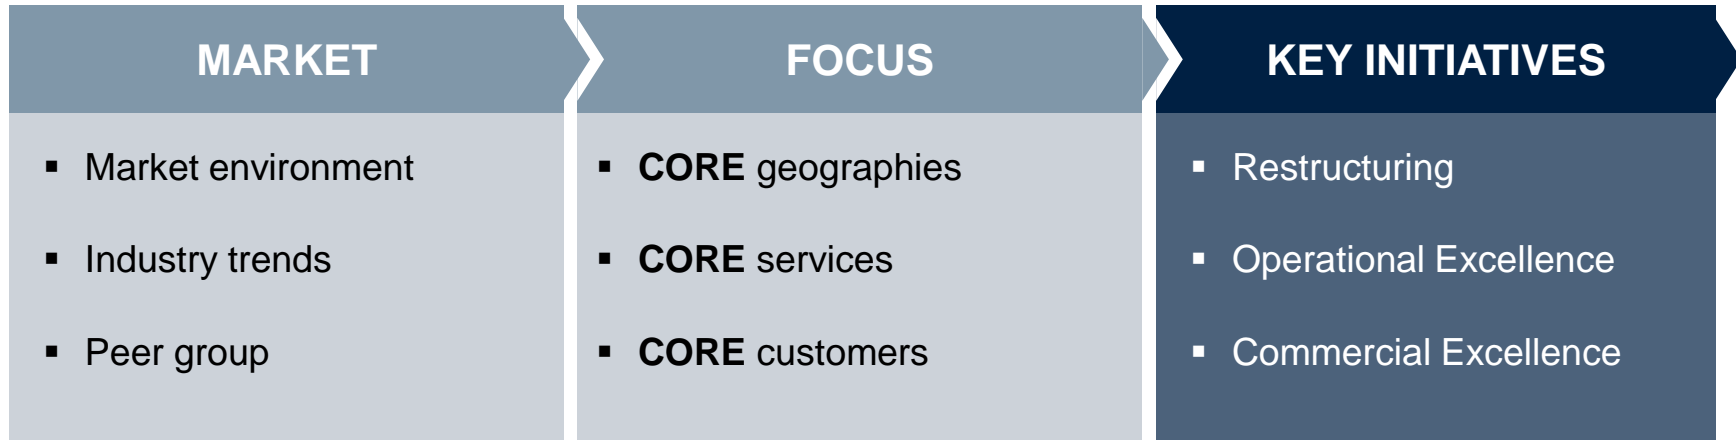 MARKET
▪ Market environment
▪ Industry trends
▪ Peer group
FOCUS
▪ CORE geographies
▪ CORE services
▪ CORE customers
KEY INITIATIVES
▪ Restructuring
▪ Operational Excellence
▪ Commercial Excellence